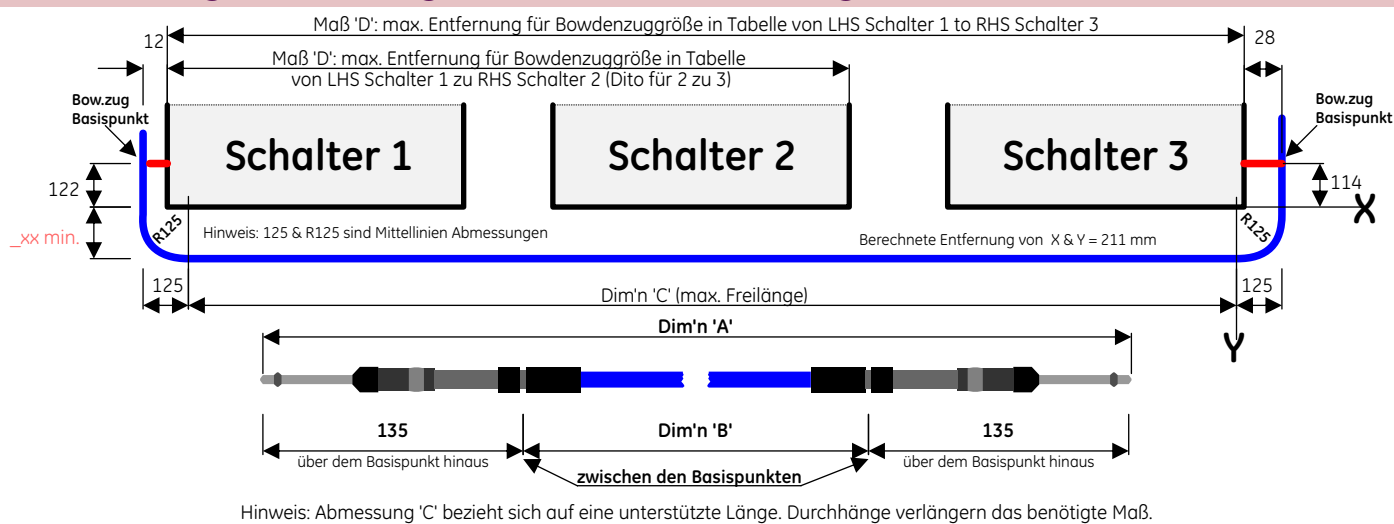 Maß 'D': max. Entfernung für Bowdenzuggröße in Tabelle von LHS Schalter 1 to RHS Schalter 3
12
28
Maß 'D': max. Entfernung für Bowdenzuggröße in Tabelle
von LHS Schalter 1 zu RHS Schalter 2 (Dito für 2 zu 3)
Bow.zug
Basispunkt
Bow.zug
Basispunkt
Schalter 1
Schalter 2
Schalter 3
122
114
X
_xx min.
R125
Hinweis: 125 & R125 sind Mittellinien Abmessungen
Berechnete Entfernung von X & Y = 211 mm
R125
125
Dim'n 'C' (max. Freilänge)
125
Dim'n 'A'
Y
135
Dim'n 'B'
135
über dem Basispunkt hinaus
zwischen den Basispunkten
über dem Basispunkt hinaus
Hinweis: Abmessung 'C' bezieht sich auf eine unterstützte Länge. Durchhänge verlängern das benötigte Maß.